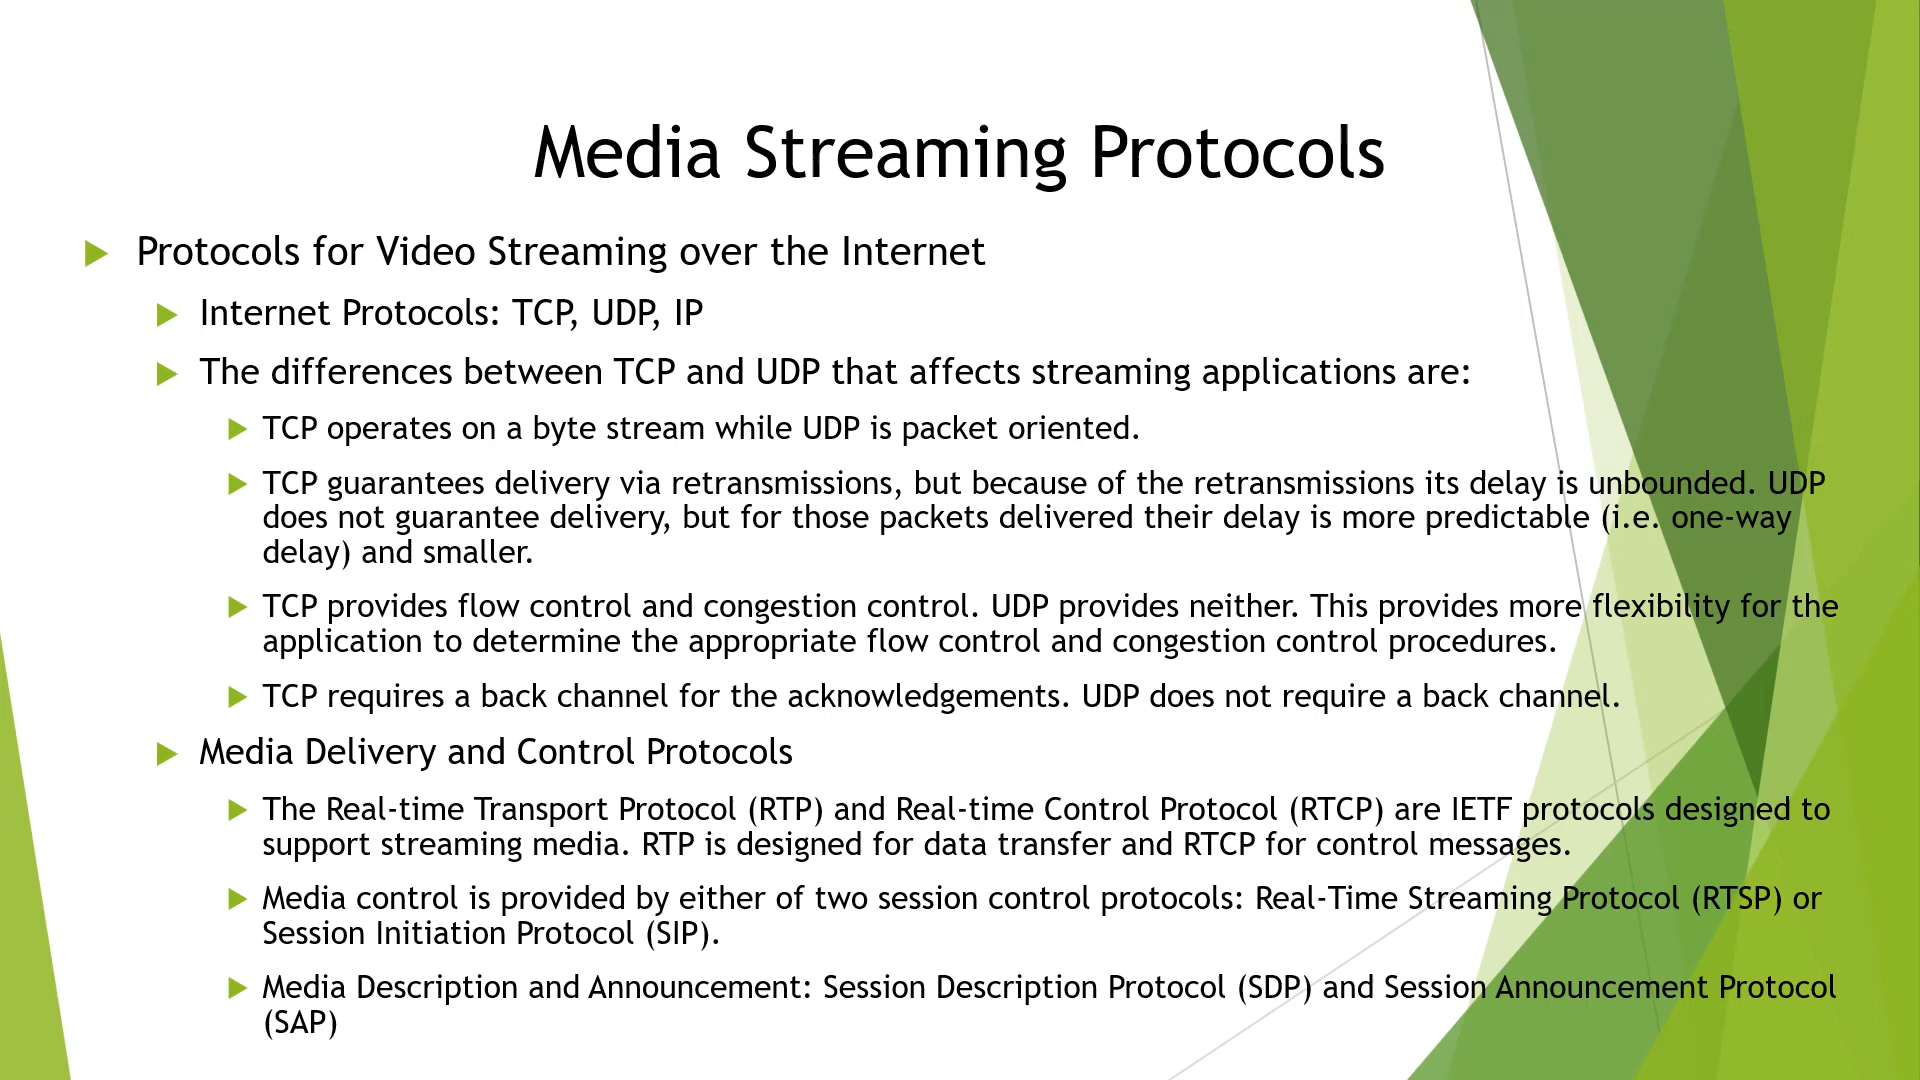 Media Streaming Protocols
Protocols for Video Streaming over the Internet
Internet Protocols: TCP, UDP, IP
The differences between TCP and UDP that affects streaming applications are:
TCP operates on a byte stream while UDP is packet oriented.
TCP guarantees delivery via retransmissions, but because of the retransmissions its delay is unbounded. UDP
does not guarantee delivery, but for those packets delivered their delay is more predictable (i.e. one-way
delay) and smaller.
TCP provides flow control and congestion control. UDP provides neither. This provides more flexibility for the
application to determine the appropriate flow control and congestion control procedures.
TCP requires a back channel for the acknowledgements. UDP does not require a back channel.
Media Delivery and Control Protocols
The Real-time Transport Protocol (RTP) and Real-time Control Protocol (RTCP) are IETF protocols designed to
support streaming media. RTP is designed for data transfer and RTCP for control messages.
Media control is provided by either of two session control protocols: Real-Time Streaming Protocol (RTSP) or
Session Initiation Protocol (SIP).
Media Description and Announcement: Session Description Protocol (SDP) and Session Announcement Protocol
(SAP)